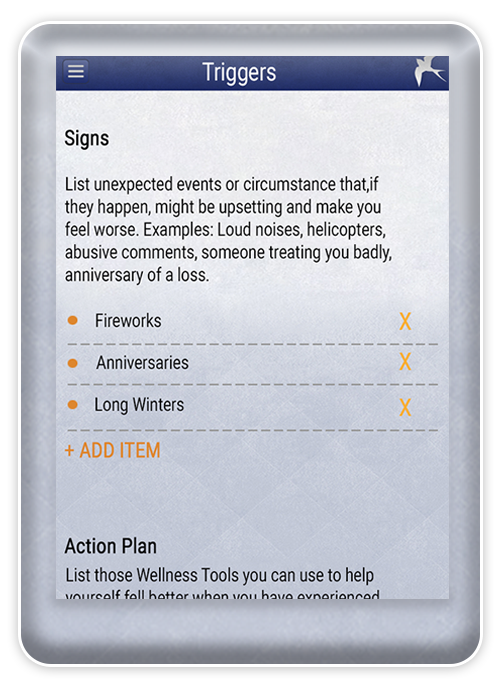 Triggers
Signs
List unexpected events or circumstance that,if
they happen, might be upsetting and make you
feel worse. Examples: Loud noises, helicopters,
abusive comments, someone treating you badly,
anniversary of a loss.
Fireworks X
Anniversaries X
Long Winters X
+ ADD ITEM
Action Plan
List those Wellness Tools you can use to help
yourself fell better when you have experienced